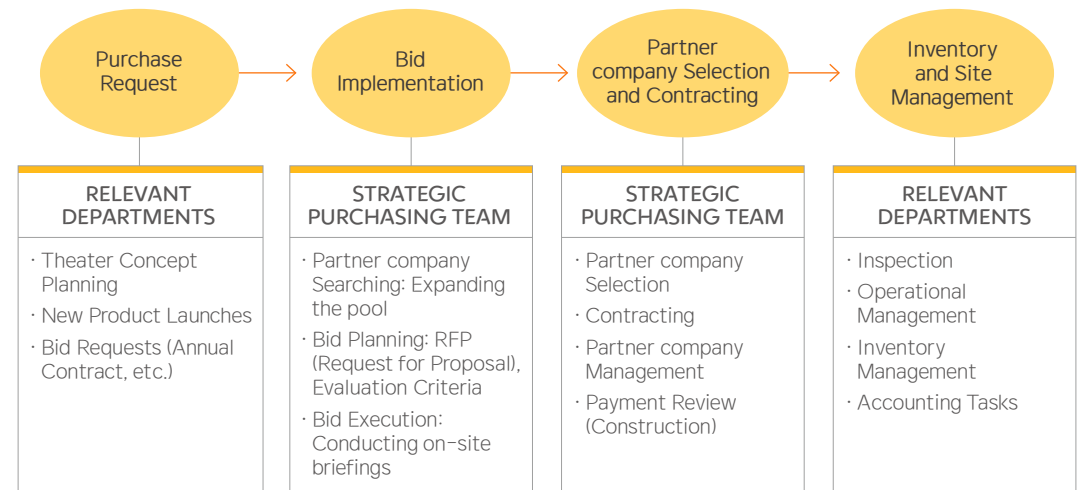 Purchase
Request
Bid
Implementation
Partner
company Selection
and Contracting
Inventory
and Site
Management
RELEVANT
DEPARTMENTS
· Theater Concept
Planning
· New Product Launches
· Bid Requests (Annual
Contract, etc.)
STRATEGIC
PURCHASING TEAM
· Partner company
Searching: Expanding
the pool
· Bid Planning: RFP
(Request for Proposal),
Evaluation Criteria
· Bid Execution:
Conducting on-site
briefings
STRATEGIC
PURCHASING TEAM
· Partner company
Selection
· Contracting
· Partner company
Management
· Payment Review
(Construction)
RELEVANT
DEPARTMENTS
· Inspection
· Operational
Management
· Inventory
Management
· Accounting Tasks